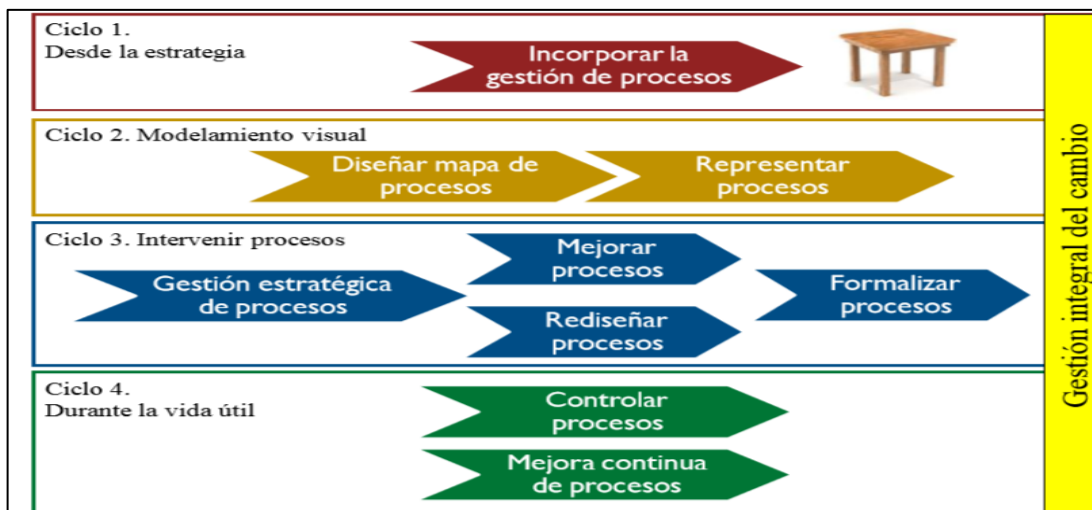 Ciclo 1.
Desde la estrategia
Incorporar la
gestión de procesos
Ciclo 2. Modelamiento visual
Diseñar mapa de
procesos
Representar
procesos
Ciclo 3. Intervenir procesos
Gestión estratégica
de procesos
Mejorar
procesos
Rediseñar
procesos
Formalizar
procesos
Ciclo 4.
Durante la vida útil
Controlar
procesos
Mejora continua
de procesos
Gestión integral del cambio